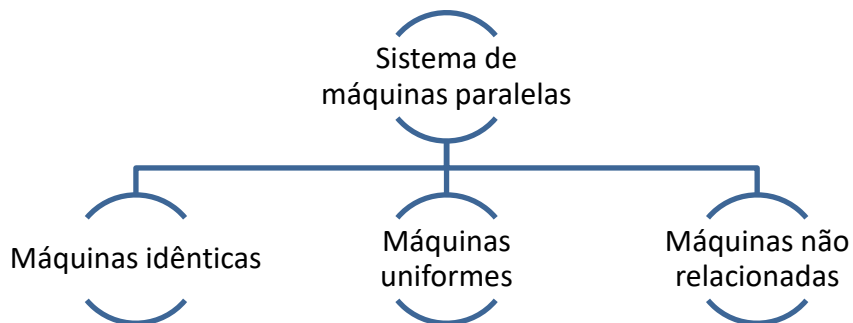 Sistema de
máquinas paralelas
Máquinas idênticas
Máquinas
uniformes
Máquinas não
relacionadas